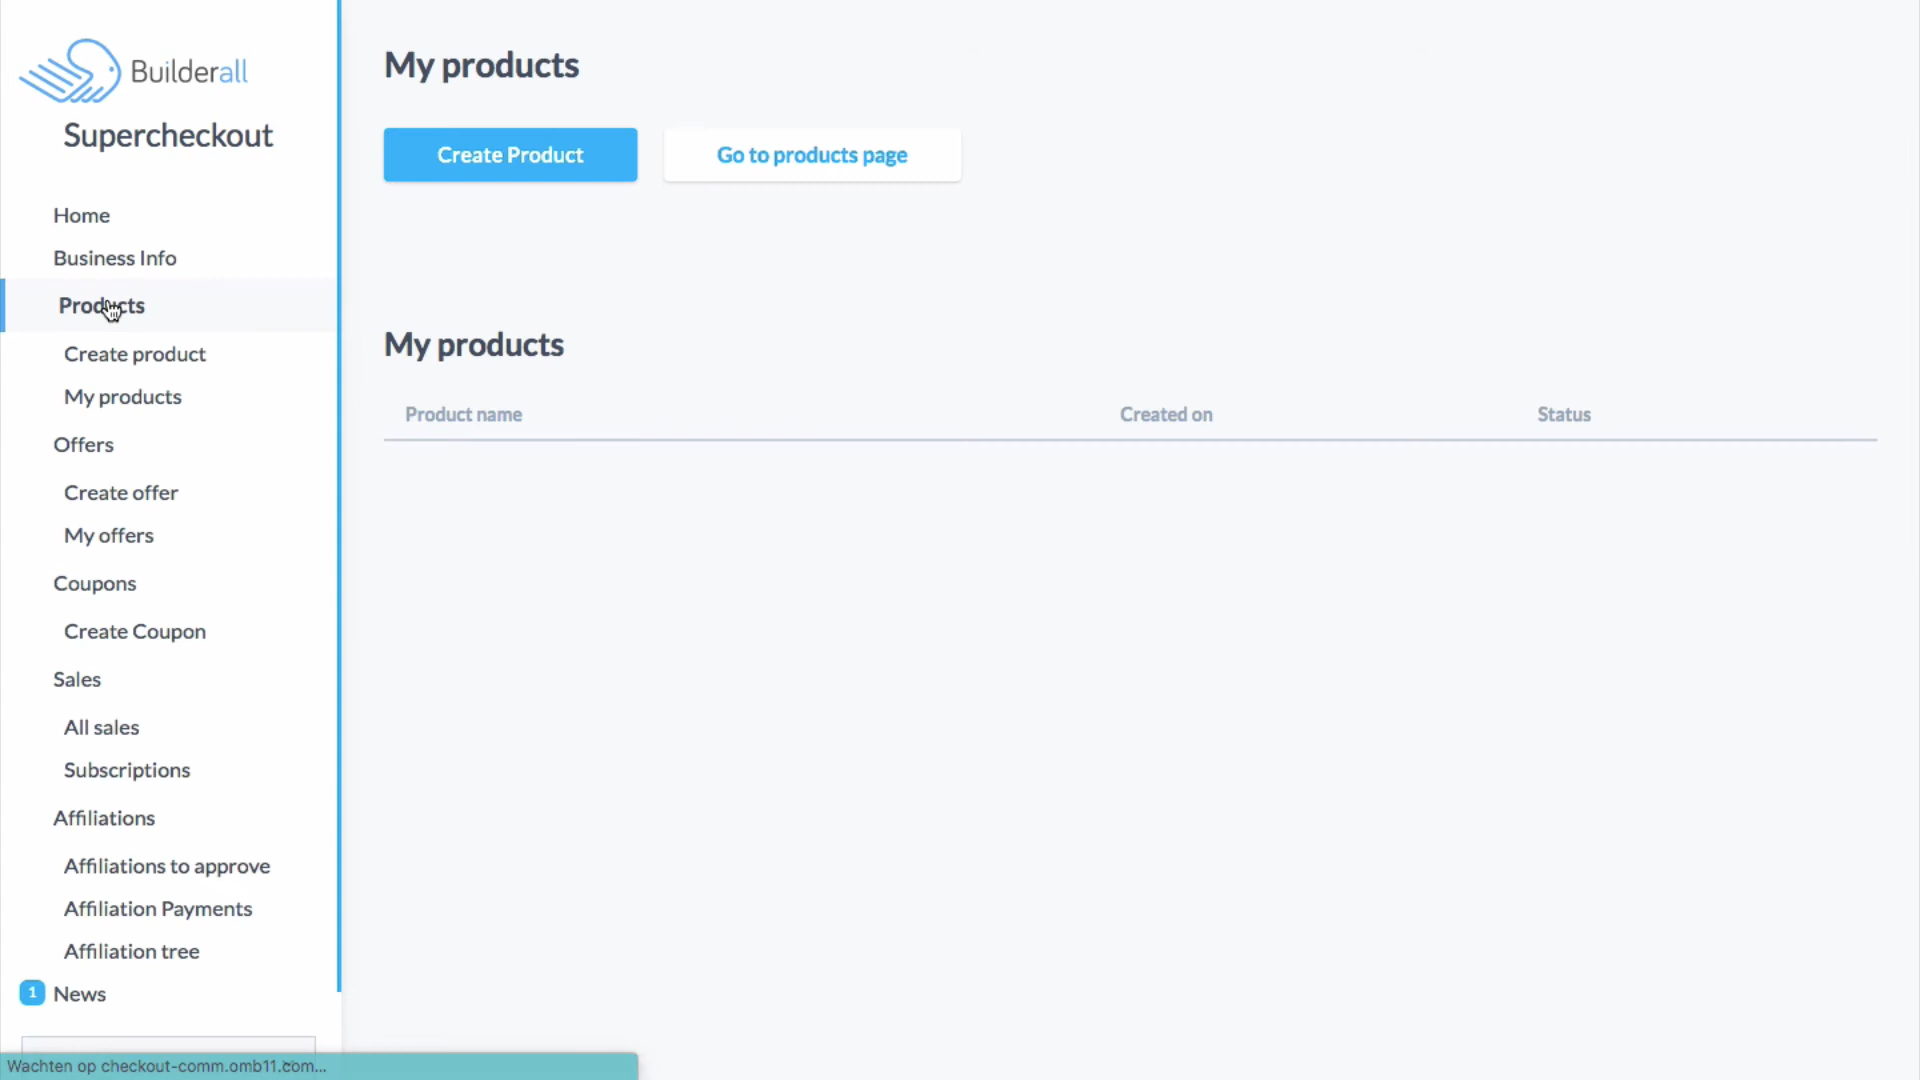 Builderall
Supercheckout
Home
Business Info
Products
Create product
My products
Offers
Create offer
My offers
Coupons
Create Coupon
Sales
All sales
Subscriptions
Affiliations
Affiliations to approve
Affiliation Payments
Affiliation tree
1 News
Wachten op checkout-comm.omb11.com...
My products
Create Product Go to products page
My products
Product name Created on Status